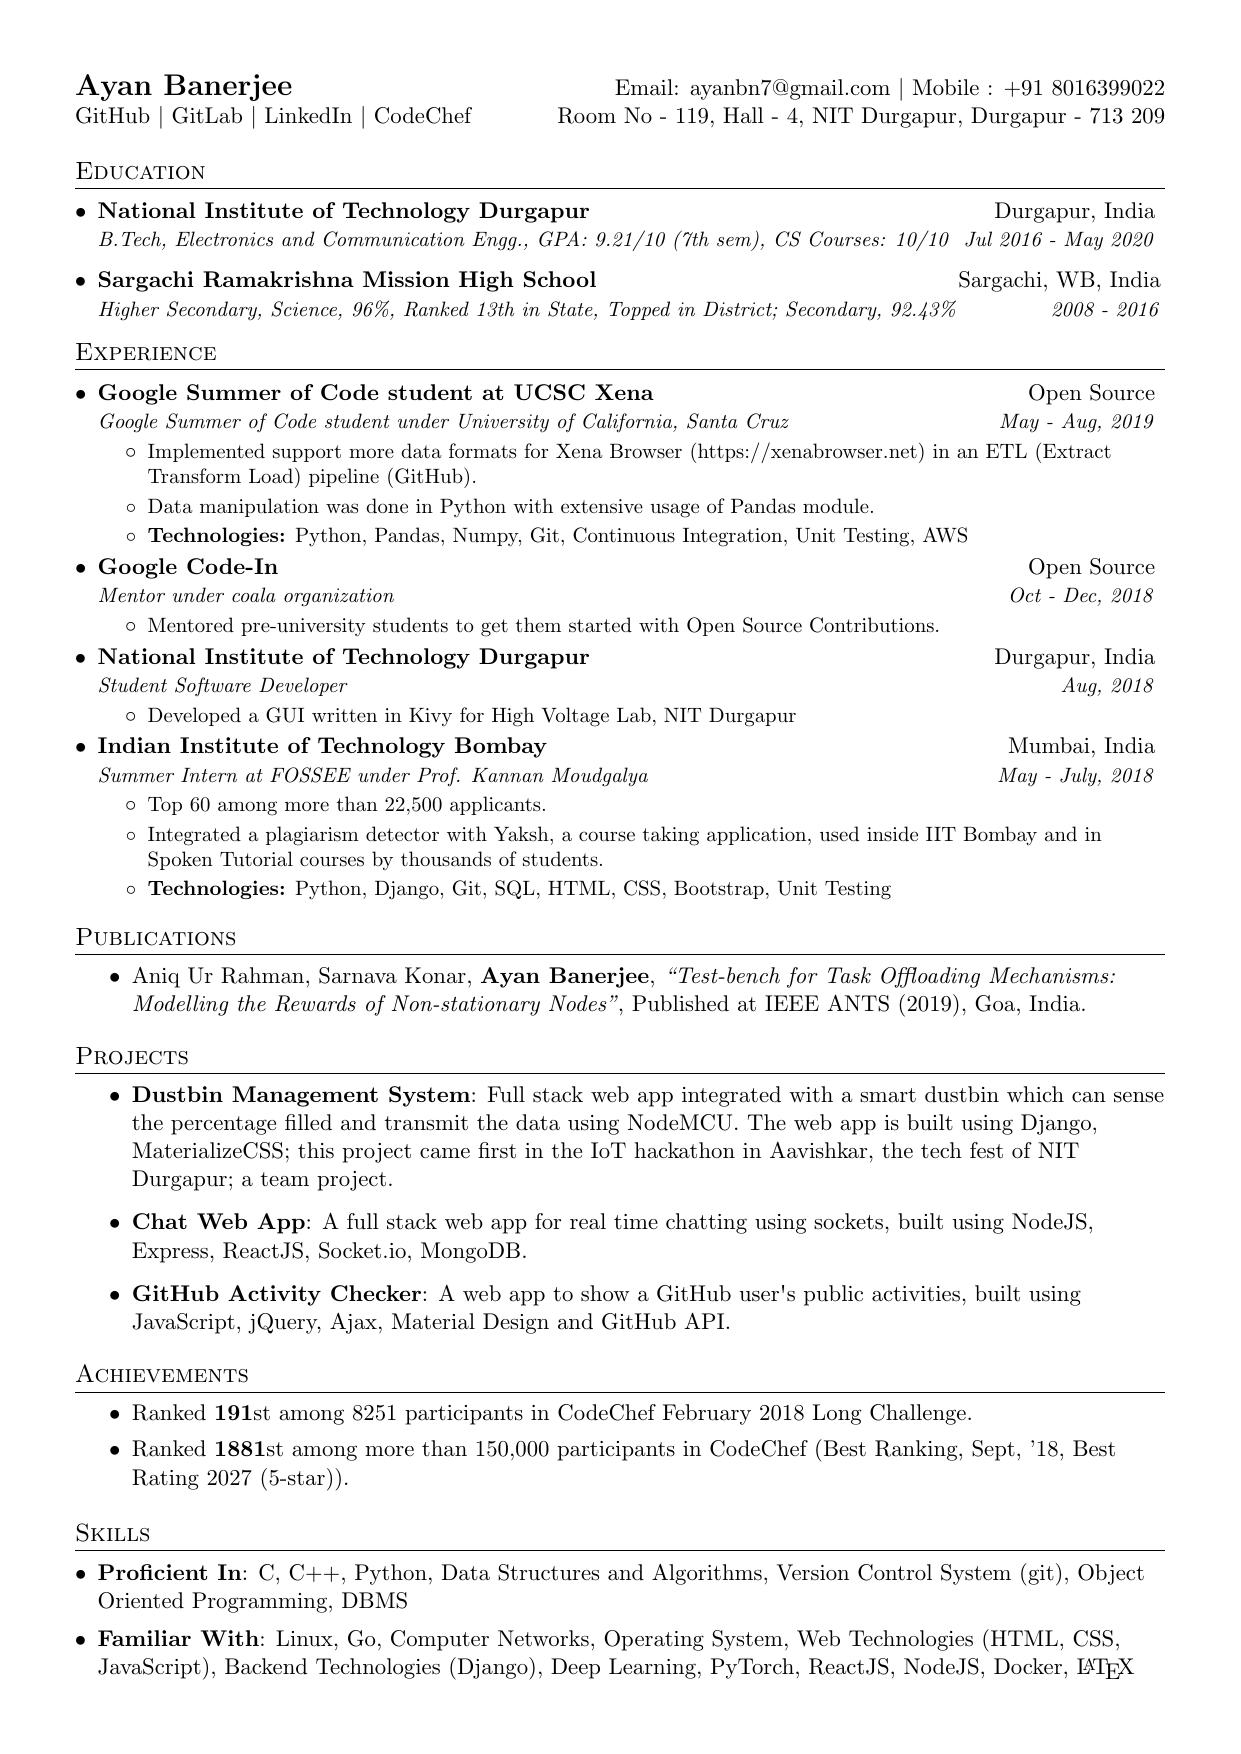 Ayan Banerjee
Email: ayanbn7@gmail.com | Mobile : +91 8016399022
GitHub | GitLab | LinkedIn | CodeChef
Room No - 119, Hall - 4, NIT Durgapur, Durgapur - 713 209
Education
• National Institute of Technology Durgapur Durgapur, India
B.Tech, Electronics and Communication Engg., GPA: 9.21/10 (7th sem), CS Courses: 10/10 Jul 2016 - May 2020
• Sargachi Ramakrishna Mission High School Sargachi, WB, India
Higher Secondary, Science, 96%, Ranked 13th in State, Topped in District; Secondary, 92.43% 2008 - 2016
Experience
• Google Summer of Code student at UCSC Xena Open Source
Google Summer of Code student under University of California, Santa Cruz May - Aug, 2019
◦ Implemented support more data formats for Xena Browser (https://xenabrowser.net) in an ETL (Extract
Transform Load) pipeline (GitHub).
◦ Data manipulation was done in Python with extensive usage of Pandas module.
◦ Technologies: Python, Pandas, Numpy, Git, Continuous Integration, Unit Testing, AWS
• Google Code-In Open Source
Mentor under coala organization Oct - Dec, 2018
◦ Mentored pre-university students to get them started with Open Source Contributions.
• National Institute of Technology Durgapur Durgapur, India
Student Software Developer Aug, 2018
◦ Developed a GUI written in Kivy for High Voltage Lab, NIT Durgapur
• Indian Institute of Technology Bombay Mumbai, India
Summer Intern at FOSSEE under Prof. Kannan Moudgalya May - July, 2018
◦ Top 60 among more than 22,500 applicants.
◦ Integrated a plagiarism detector with Yaksh, a course taking application, used inside IIT Bombay and in
Spoken Tutorial courses by thousands of students.
◦ Technologies: Python, Django, Git, SQL, HTML, CSS, Bootstrap, Unit Testing
Publications
• Aniq Ur Rahman, Sarnava Konar, Ayan Banerjee, “Test-bench for Task Offloading Mechanisms:
Modelling the Rewards of Non-stationary Nodes”, Published at IEEE ANTS (2019), Goa, India.
Projects
• Dustbin Management System: Full stack web app integrated with a smart dustbin which can sense
the percentage filled and transmit the data using NodeMCU. The web app is built using Django,
MaterializeCSS; this project came first in the IoT hackathon in Aavishkar, the tech fest of NIT
Durgapur; a team project.
• Chat Web App: A full stack web app for real time chatting using sockets, built using NodeJS,
Express, ReactJS, Socket.io, MongoDB.
• GitHub Activity Checker: A web app to show a GitHub user's public activities, built using
JavaScript, jQuery, Ajax, Material Design and GitHub API.
Achievements
• Ranked 191st among 8251 participants in CodeChef February 2018 Long Challenge.
• Ranked 1881st among more than 150,000 participants in CodeChef (Best Ranking, Sept, ’18, Best
Rating 2027 (5-star)).
Skills
• Proficient In: C, C++, Python, Data Structures and Algorithms, Version Control System (git), Object
Oriented Programming, DBMS
• Familiar With: Linux, Go, Computer Networks, Operating System, Web Technologies (HTML, CSS,
JavaScript), Backend Technologies (Django), Deep Learning, PyTorch, ReactJS, NodeJS, Docker, LATEX